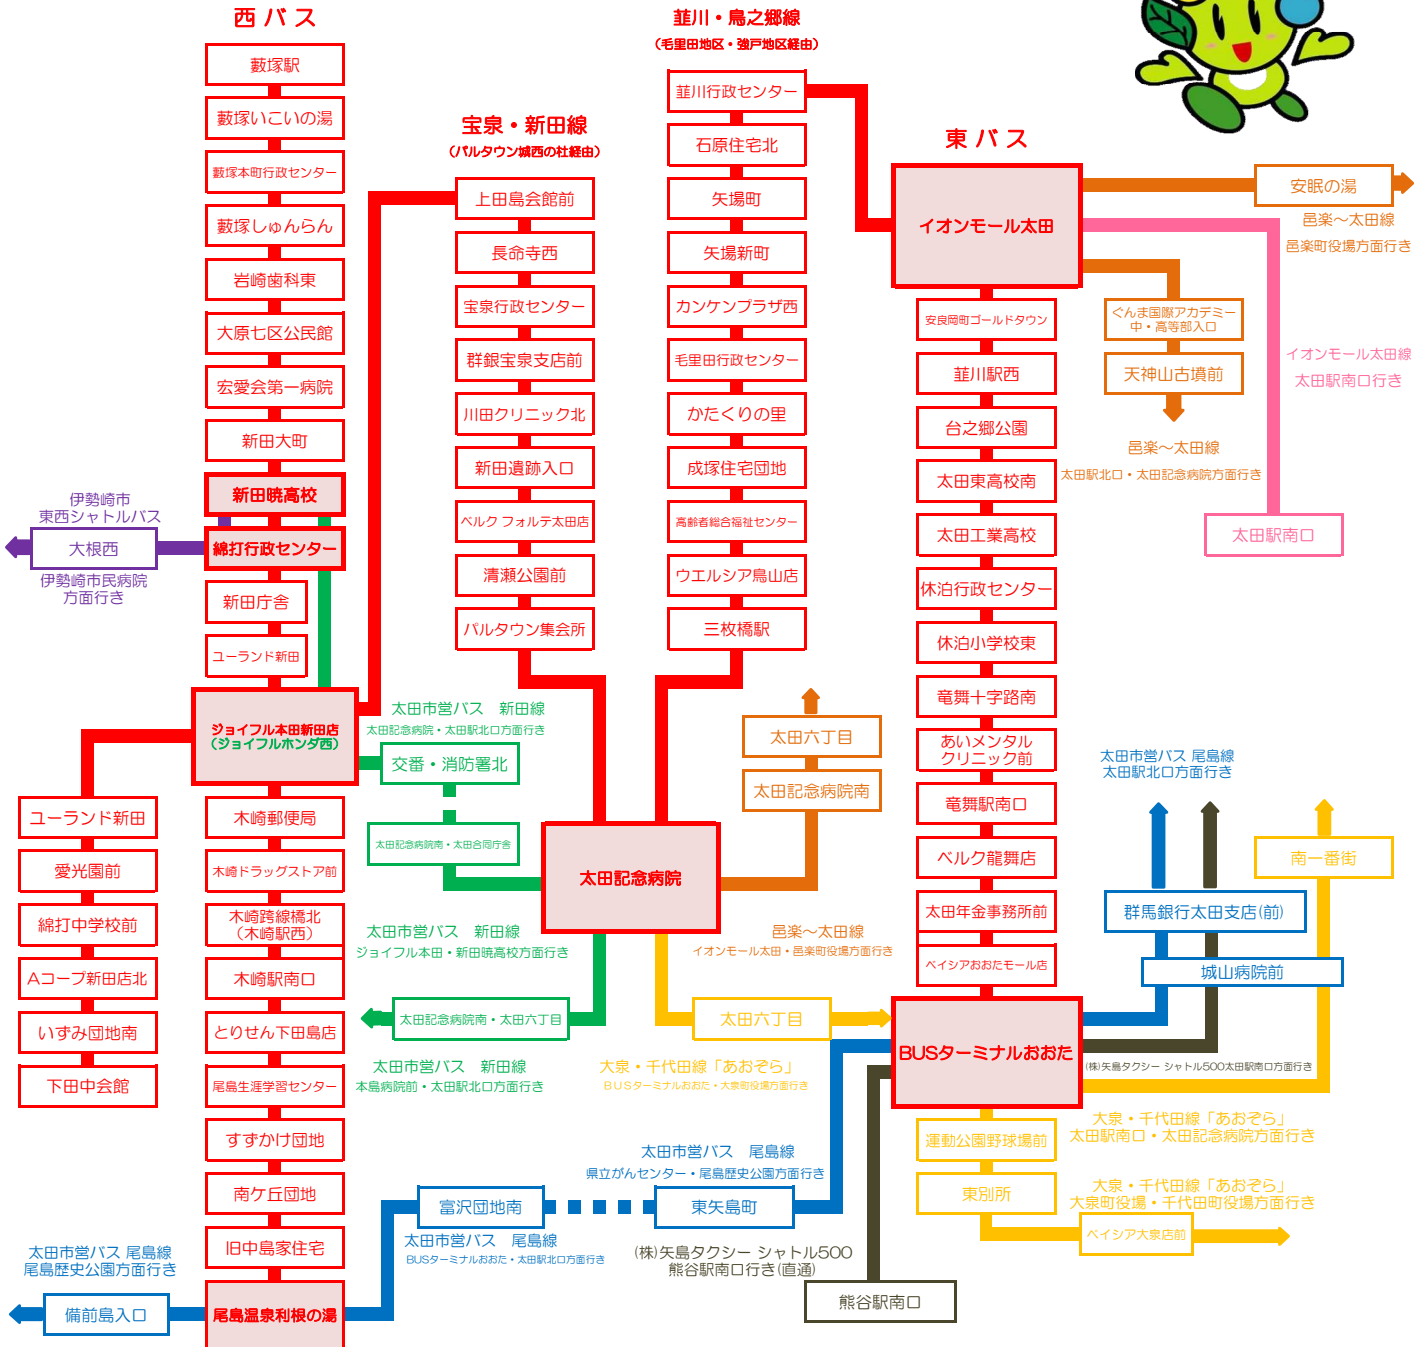 西バス
藪塚駅
藪塚いこいの湯
藪塚本町行政センター
藪塚しゅんらん
岩崎歯科東
大原七区公民館
宏愛会第一病院
新田大町
新田暁高校
綿打行政センター
新田庁舎
ユーランド新田
ジョイフル本田新田店
(ジョイフルホンダ西)
木崎郵便局
木崎ドラッグストア前
木崎跨線橋北
(木崎駅西)
木崎駅南口
とりせん下田島店
尾島生涯学習センター
すずかけ団地
南ケ丘団地
旧中島家住宅
尾島温泉利根の湯
伊勢崎市
東西シャトルバス
大根西
伊勢崎市民病院
方面行き
ユーランド新田
愛光園前
綿打中学校前
Aコープ新田店北
いずみ団地南
下田中会館
太田市営バス 尾島線
尾島歴史公園方面行き
備前島入口
宝泉・新田線
(パルタウン城西の杜経由)
上田島会館前
長命寺西
宝泉行政センター
群銀宝泉支店前
川田クリニック北
新田遺跡入口
ベルク フォルテ太田店
清瀬公園前
パルタウン集会所
太田市営バス 新田線
太田記念病院・太田駅北口方面行き
交番・消防署北
太田記念病院南・太田合同庁舎
太田記念病院
太田市営バス 新田線
ジョイフル本田・新田暁高校方面行き
太田記念病院南・太田六丁目
太田市営バス 新田線
本島病院前・太田駅北口方面行き
富沢団地南
太田市営バス 尾島線
BUSターミナルおおた・太田駅北口方面行き
韮川・鳥之郷線
(毛里田地区・強戸地区経由)
韮川行政センター
石原住宅北
矢場町
矢場新町
カンケンプラザ西
毛里田行政センター
かたくりの里
成塚住宅団地
高齢者総合福祉センター
ウエルシア鳥山店
三枚橋駅
太田六丁目
太田記念病院南
邑楽〜太田線
イオンモール太田・邑楽町役場方面行き
太田六丁目
大泉・千代田線「あおぞら」
BUSターミナルおおた・大泉町役場方面行き
太田市営バス 尾島線
県立がんセンター・尾島歴史公園方面行き
東矢島町
(株)矢島タクシー シャトル500
熊谷駅南口行き(直通)
熊谷駅南口
東バス
イオンモール太田
安良岡町ゴールドタウン
韮川駅西
台之郷公園
太田東高校南
太田工業高校
休泊行政センター
休泊小学校東
竜舞十字路南
あいメンタル
クリニック前
竜舞駅南口
ベルク龍舞店
太田年金事務所前
ベイシアおおたモール店
BUSターミナルおおた
運動公園野球場前
東別所
ベイシア大泉店前
安眠の湯
邑楽〜太田線
邑楽町役場方面行き
ぐんま国際アカデミー
中・高等部入口
天神山古墳前
邑楽〜太田線
太田駅北口・太田記念病院方面行き
イオンモール太田線
太田駅南口行き
太田駅南口
太田市営バス 尾島線
太田駅北口方面行き
南一番街
群馬銀行太田支店(前)
城山病院前
(株)矢島タクシー シャトル500太田駅南口行き
大泉・千代田線「あおぞら」
太田駅南口・太田記念病院方面行き
大泉・千代田線「あおぞら」
大泉町役場・千代田町役場方面行き